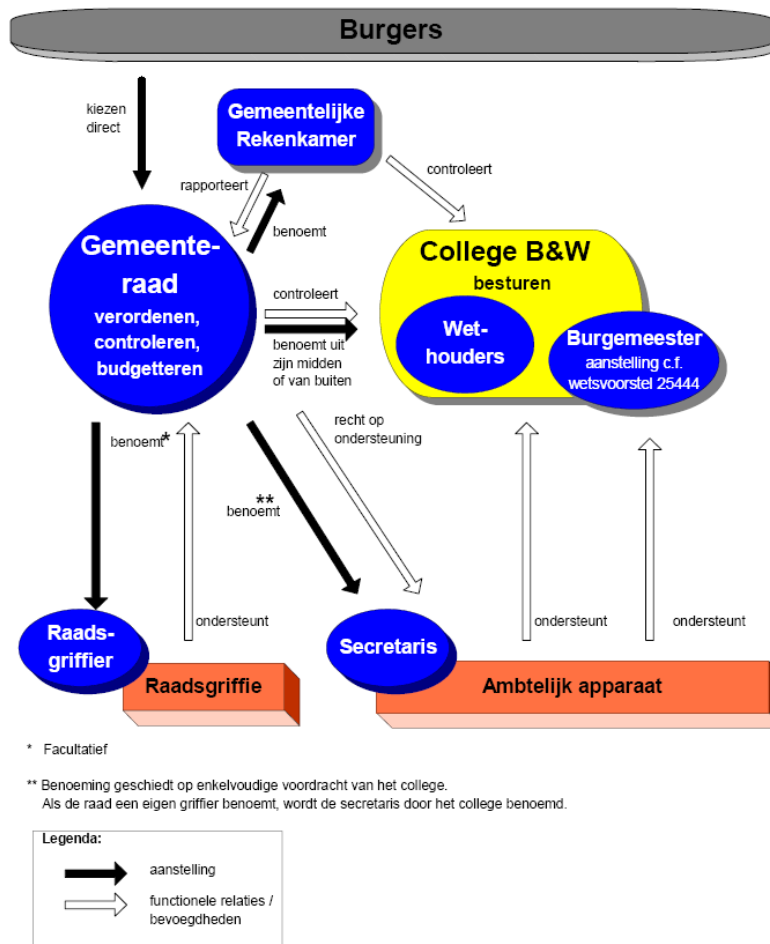 Burgers
kiezen
direct
Gemeentelijke
Rekenkamer
rapporteert
controleert
benoemt
Gemeente-
raad
verordenen,
controleren,
budgetteren
controleert
benoemt uit
zijn midden
of van buiten
College B&W
besturen
Wet-
houders
Burgemeester
aanstelling c.f.
wetsvoorstel 25444
benoemt*
recht op
ondersteuning
**
benoemt
ondersteunt
ondersteunt
ondersteunt
Raads-
griffier
Raadsgriffie
Secretaris
Ambtelijk apparaat
* Facultatief
** Benoeming geschiedt op enkelvoudige voordracht van het college.
Als de raad een eigen griffier benoemt, wordt de secretaris door het college benoemd.
Legenda:
aanstelling
functionele relaties /
bevoegdheden